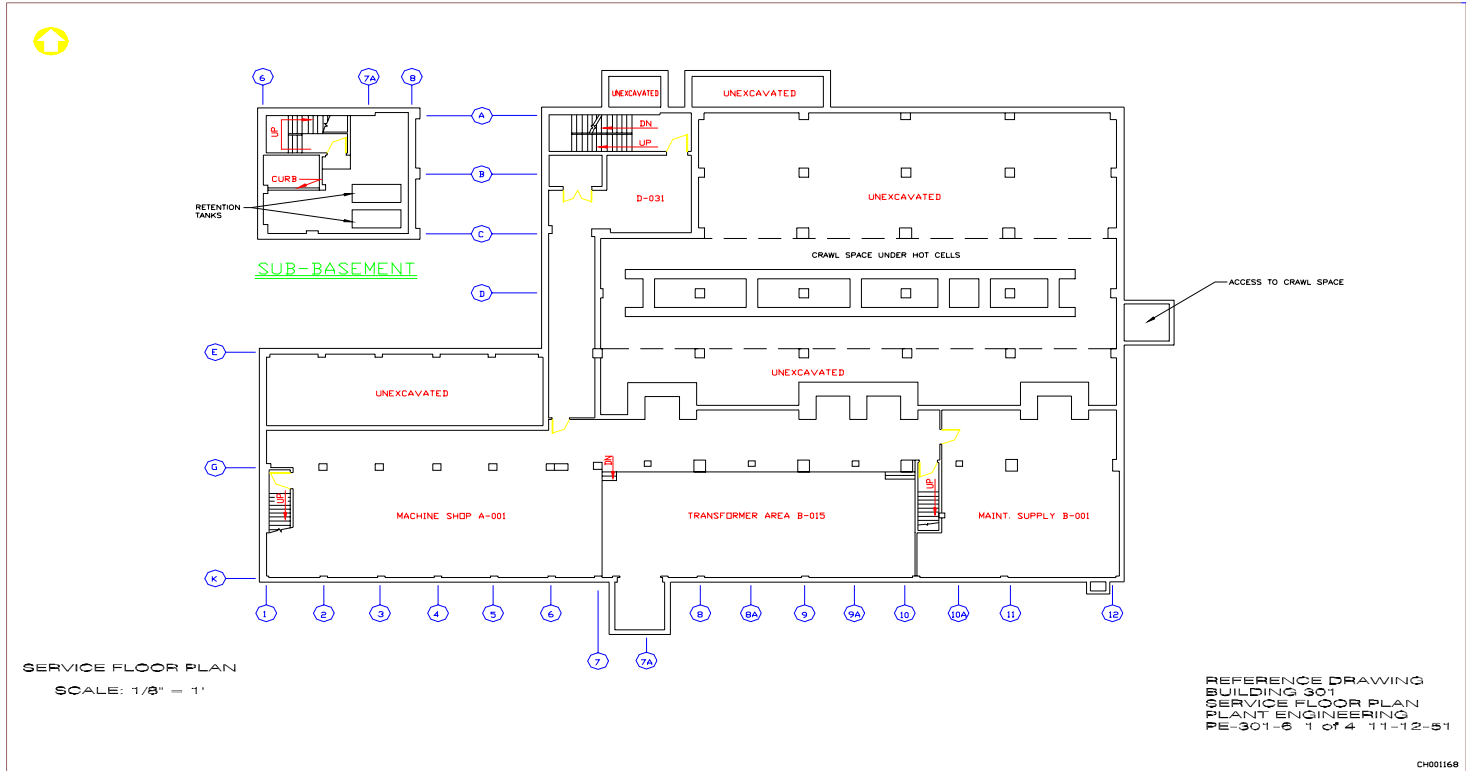 6
7A
8
UNEXCAVATED
UNEXCAVATED
A
UP
DN
UP
B
CURB
UNEXCAVATED
D-031
RETENTION
TANKS
C
CRAWL SPACE UNDER HOT CELLS
SUB-BASEMENT
D
ACCESS TO CRAWL SPACE
E
UNEXCAVATED
UNEXCAVATED
G
DN
UP
UP
MACHINE SHOP A-001
TRANSFORMER AREA B-015
MAINT. SUPPLY B-001
K
1
2
3
4
5
6
8
8A
9
9A
10
10A
11
12
7
7A
SERVICE FLOOR PLAN
SCALE: 1/8" = 1'
REFERENCE DRAWING
BUILDING 301
SERVICE FLOOR PLAN
PLANT ENGINEERING
PE-301-6 1 of 4 11-12-51
CH001168